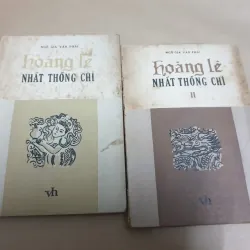 NGÔ GIA VĂN PHÁI
hoàng lê
NHẤT THỐNG CHÍ
vh
NGÔ GIA VĂN PHÁI
hoàng lê
NHẤT THỐNG CHÍ
II
vh